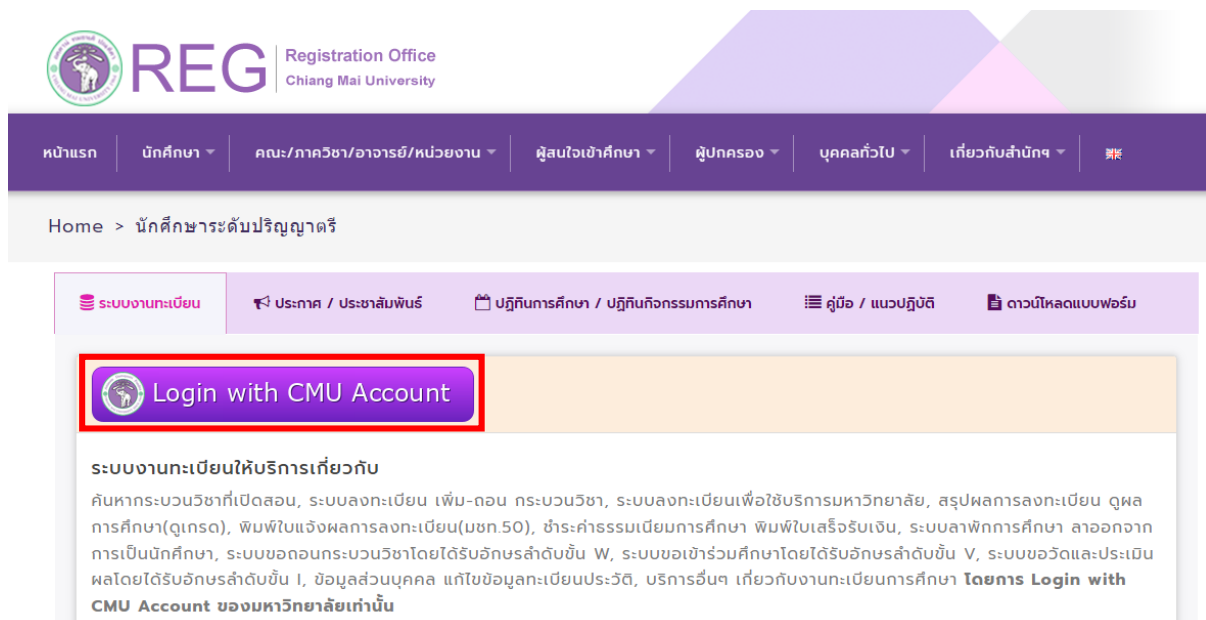 REG
Registration Office
Chiang Mai University
หน้าแรก นักศึกษา คณะ/ภาควิชา/อาจารย์/หน่วยงาน ผู้สนใจเข้าศึกษา ผู้ปกครอง บุคคลทั่วไป เกี่ยวกับสำนักฯ
Home > นักศึกษาระดับปริญญาตรี
ระบบงานทะเบียน ประกาศ / ประชาสัมพันธ์ ปฏิทินการศึกษา / ปฏิทินกิจกรรมการศึกษา คู่มือ / แนวปฏิบัติ ดาวน์โหลดแบบฟอร์ม
Login with CMU Account
ระบบงานทะเบียนให้บริการเกี่ยวกับ
ค้นหากระบวนวิชาที่เปิดสอน, ระบบลงทะเบียน เพิ่ม-ถอน กระบวนวิชา, ระบบลงทะเบียนเพื่อใช้บริการมหาวิทยาลัย, สรุปผลการลงทะเบียน ดูผล
การศึกษา(ดูเกรด), พิมพ์ใบแจ้งผลการลงทะเบียน(มชท.50), ชำระค่าธรรมเนียมการศึกษา พิมพ์ใบเสร็จรับเงิน, ระบบลาพักการศึกษา ลาออกจาก
การเป็นนักศึกษา, ระบบขอถอนกระบวนวิชาโดยได้รับอักษรลำดับขั้น W, ระบบขอเข้าร่วมศึกษาโดยได้รับอักษรลำดับขั้น V, ระบบขอวัดและประเมิน
ผลโดยได้รับอักษรลำดับขั้น I, ข้อมูลส่วนบุคคล แก้ไขข้อมูลทะเบียนประวัติ, บริการอื่นๆ เกี่ยวกับงานทะเบียนการศึกษา โดยการ Login with
CMU Account ของมหาวิทยาลัยเท่านั้น